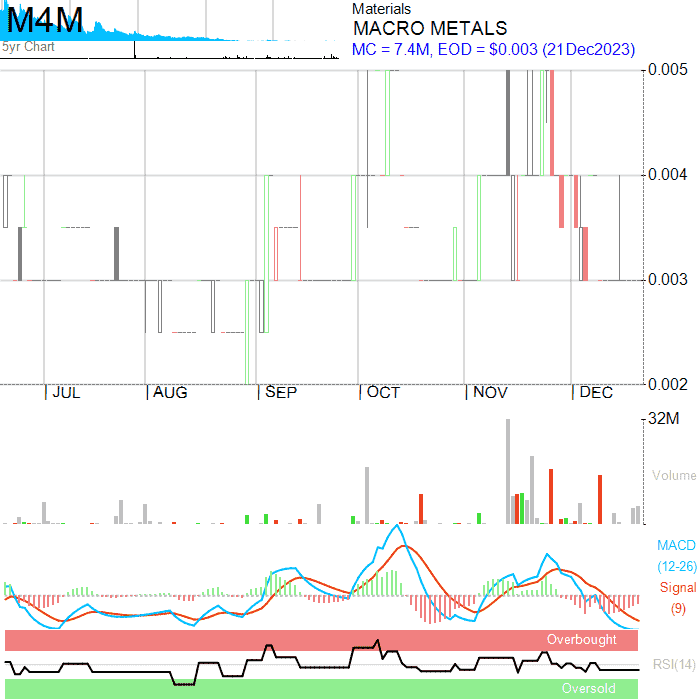 M4M
5yr Chart
Materials
MACRO METALS
MC = 7.4M, EOD = $0.003 (21Dec2023)
0.005
0.004
0.003
0.002
JUL
AUG
SEP
OCT
NOV
DEC
32M
Volume
MACD
(12-26)
Signal
(9)
Overbought
RSI(14)
Oversold